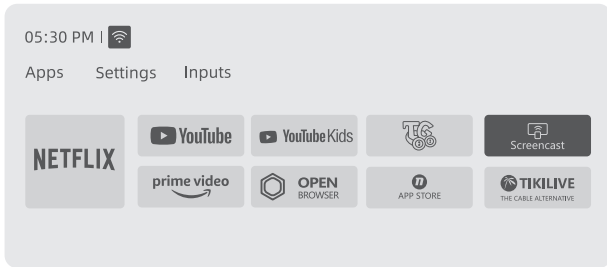 05:30 PM |
Apps Settings Inputs
NETFLIX
YouTube
YouTube Kids
TG
Screencast
prime video
OPEN
BROWSER
n
APP STORE
TIKILIVE
THE CABLE ALTERNATIVE